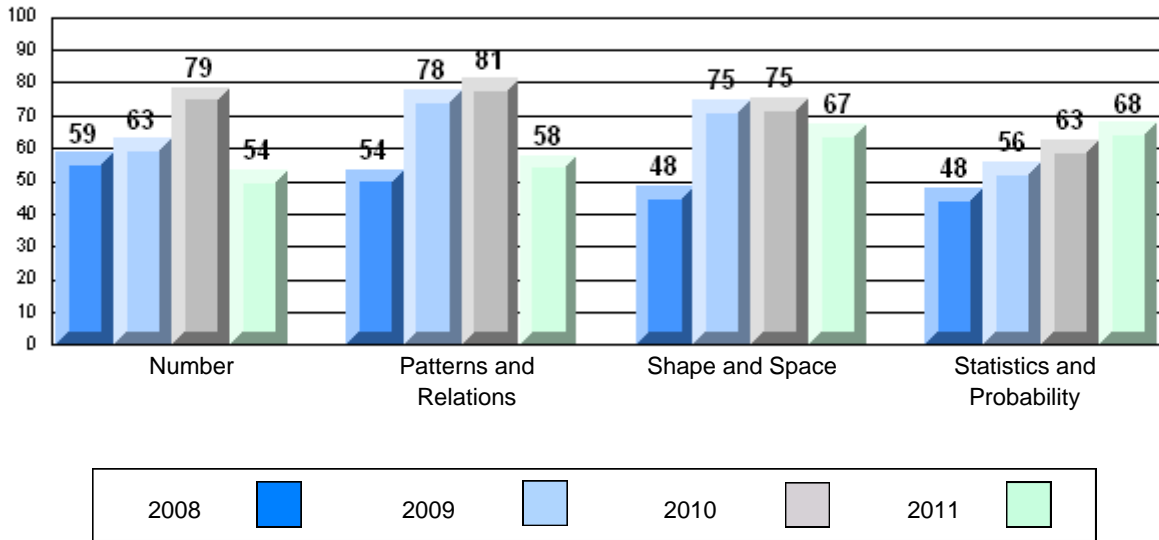 100
90
80
70
60
50
40
30
20
10
0
59 63 79 54
54 78 81 58
48 75 75 67
48 56 63 68
Number
Patterns and
Relations
Shape and Space
Statistics and
Probability
2008 2009 2010 2011